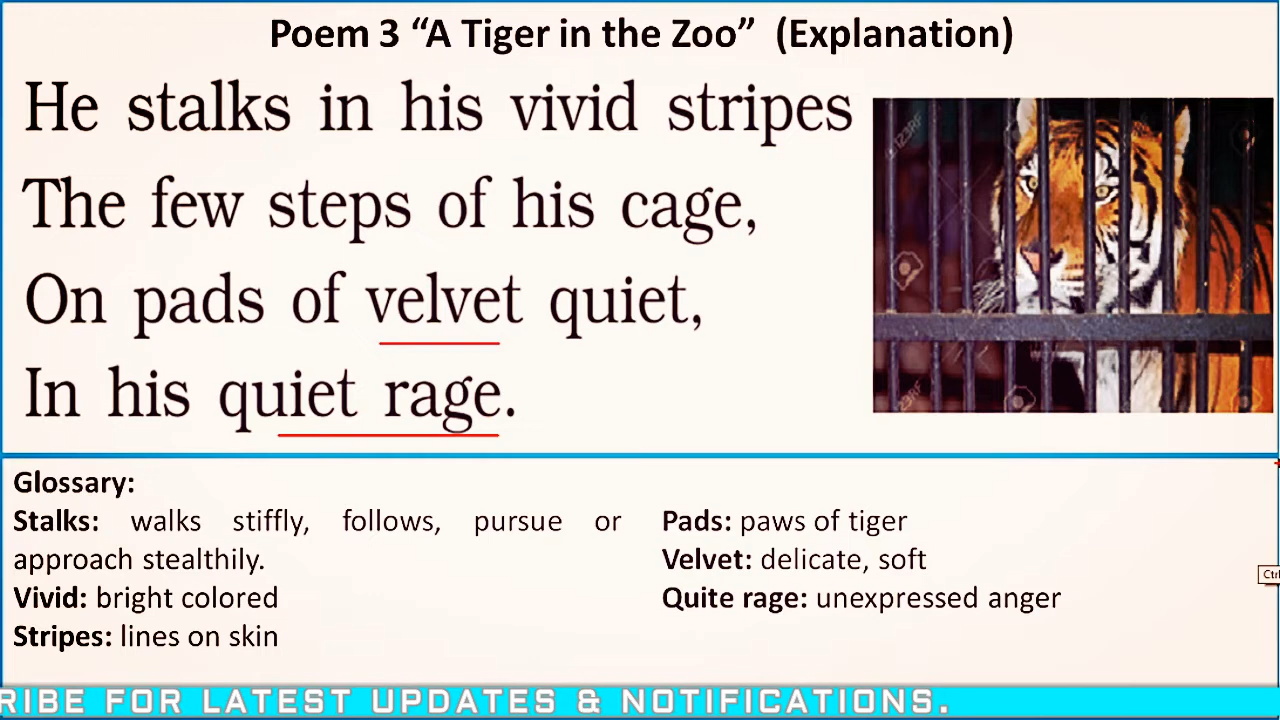 Poem 3 “A Tiger in the Zoo” (Explanation)
He stalks in his vivid stripes
The few steps of his cage,
On pads of velvet quiet,
In his quiet rage.
123RF
123RF
Glossary:
Stalks: walks stiffly, follows, pursue or
approach stealthily.
Vivid: bright colored
Stripes: lines on skin
Pads: paws of tiger
Velvet: delicate, soft
Quite rage: unexpressed anger
Ctrl
RIBE FOR LATEST UPDATES & NOTIFICATIONS.